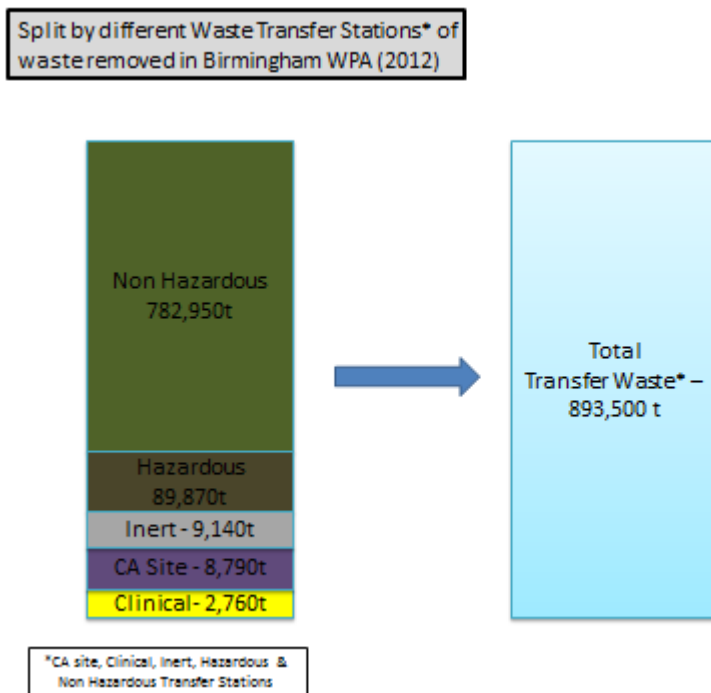 Split by different Waste Transfer Stations* of
waste removed in Birmingham WPA (2012)
Non Hazardous
782,950t
Hazardous
89,870t
Inert - 9,140t
CA Site - 8,790t
Clinical- 2,760t
Total
Transfer Waste* –
893,500 t
*CA site, Clinical, Inert, Hazardous &
Non Hazardous Transfer Stations